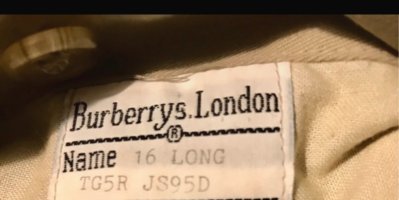 Burberrys. London
®
Name 16 LONG
TG5R JS95D